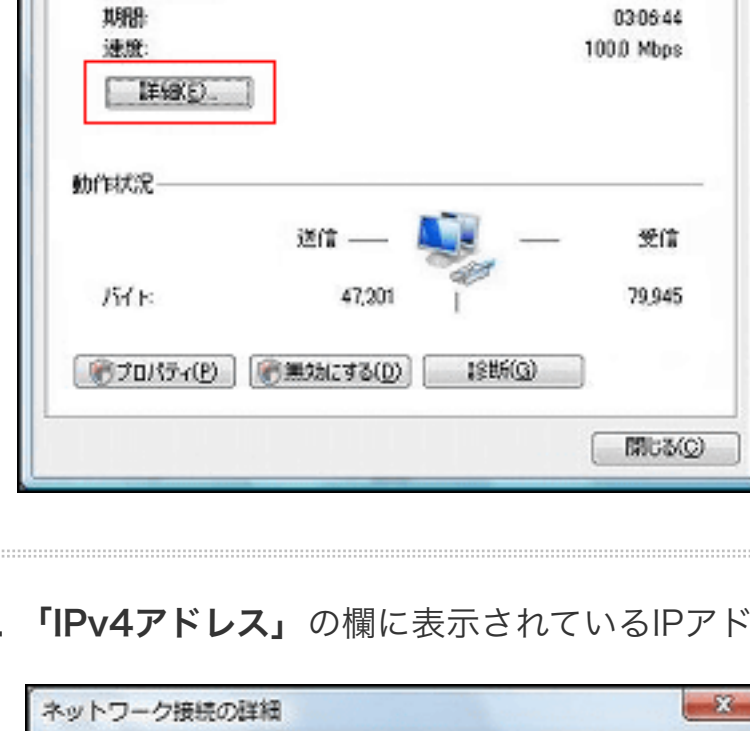 期間: 03:06:44
速度: 100.0 Mbps
詳細(E)...
動作状況
送信 受信
バイト: 47,201 79,945
プロパティ(P) 無効にする(D) 診断(G)
閉じる(C)
「IPv4アドレス」の欄に表示されているIPアド
ネットワーク接続の詳細